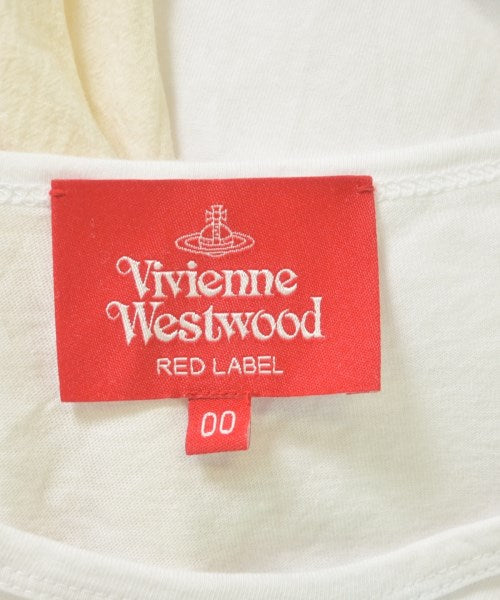 Vivienne
Westwood
RED LABEL
00